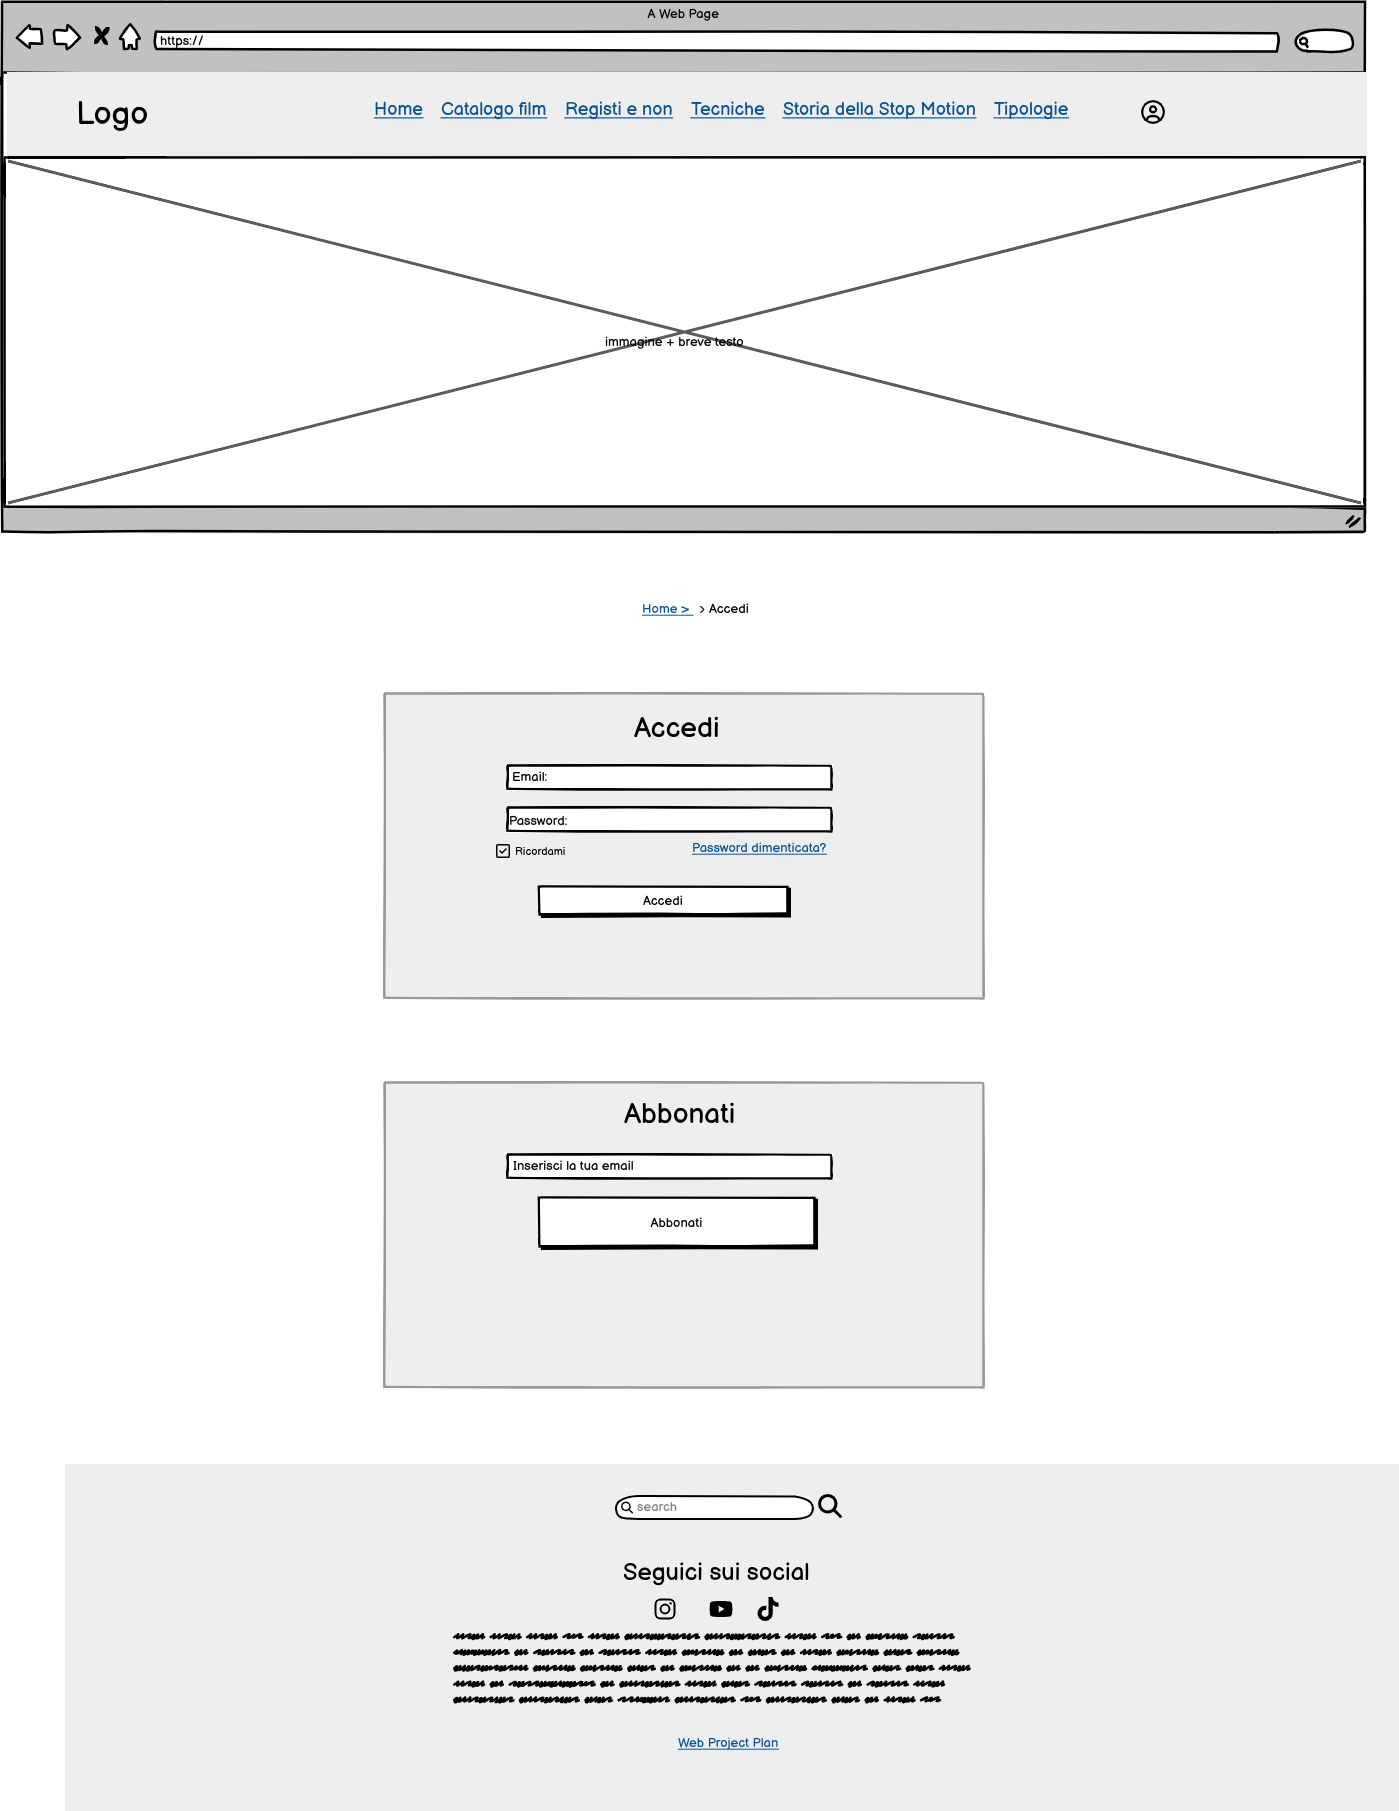 A Web Page
https://
Logo
Home Catalogo film Registi e non Tecniche Storia della Stop Motion Tipologie
immagine + breve testo
Home > > Accedi
Accedi
Email:
Password:
Ricordami Password dimenticata?
Accedi
Abbonati
Inserisci la tua email
Abbonati
search
Seguici sui social
Web Project Plan